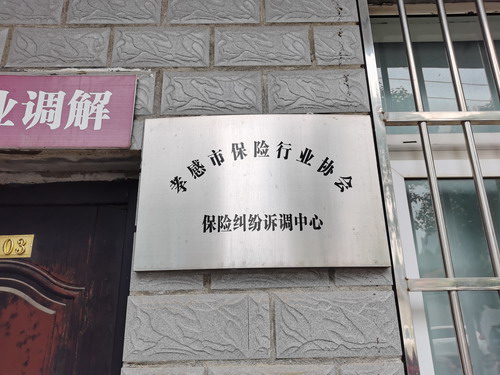 业调解
孝感市保险行业协会
保险纠纷诉调中心
03